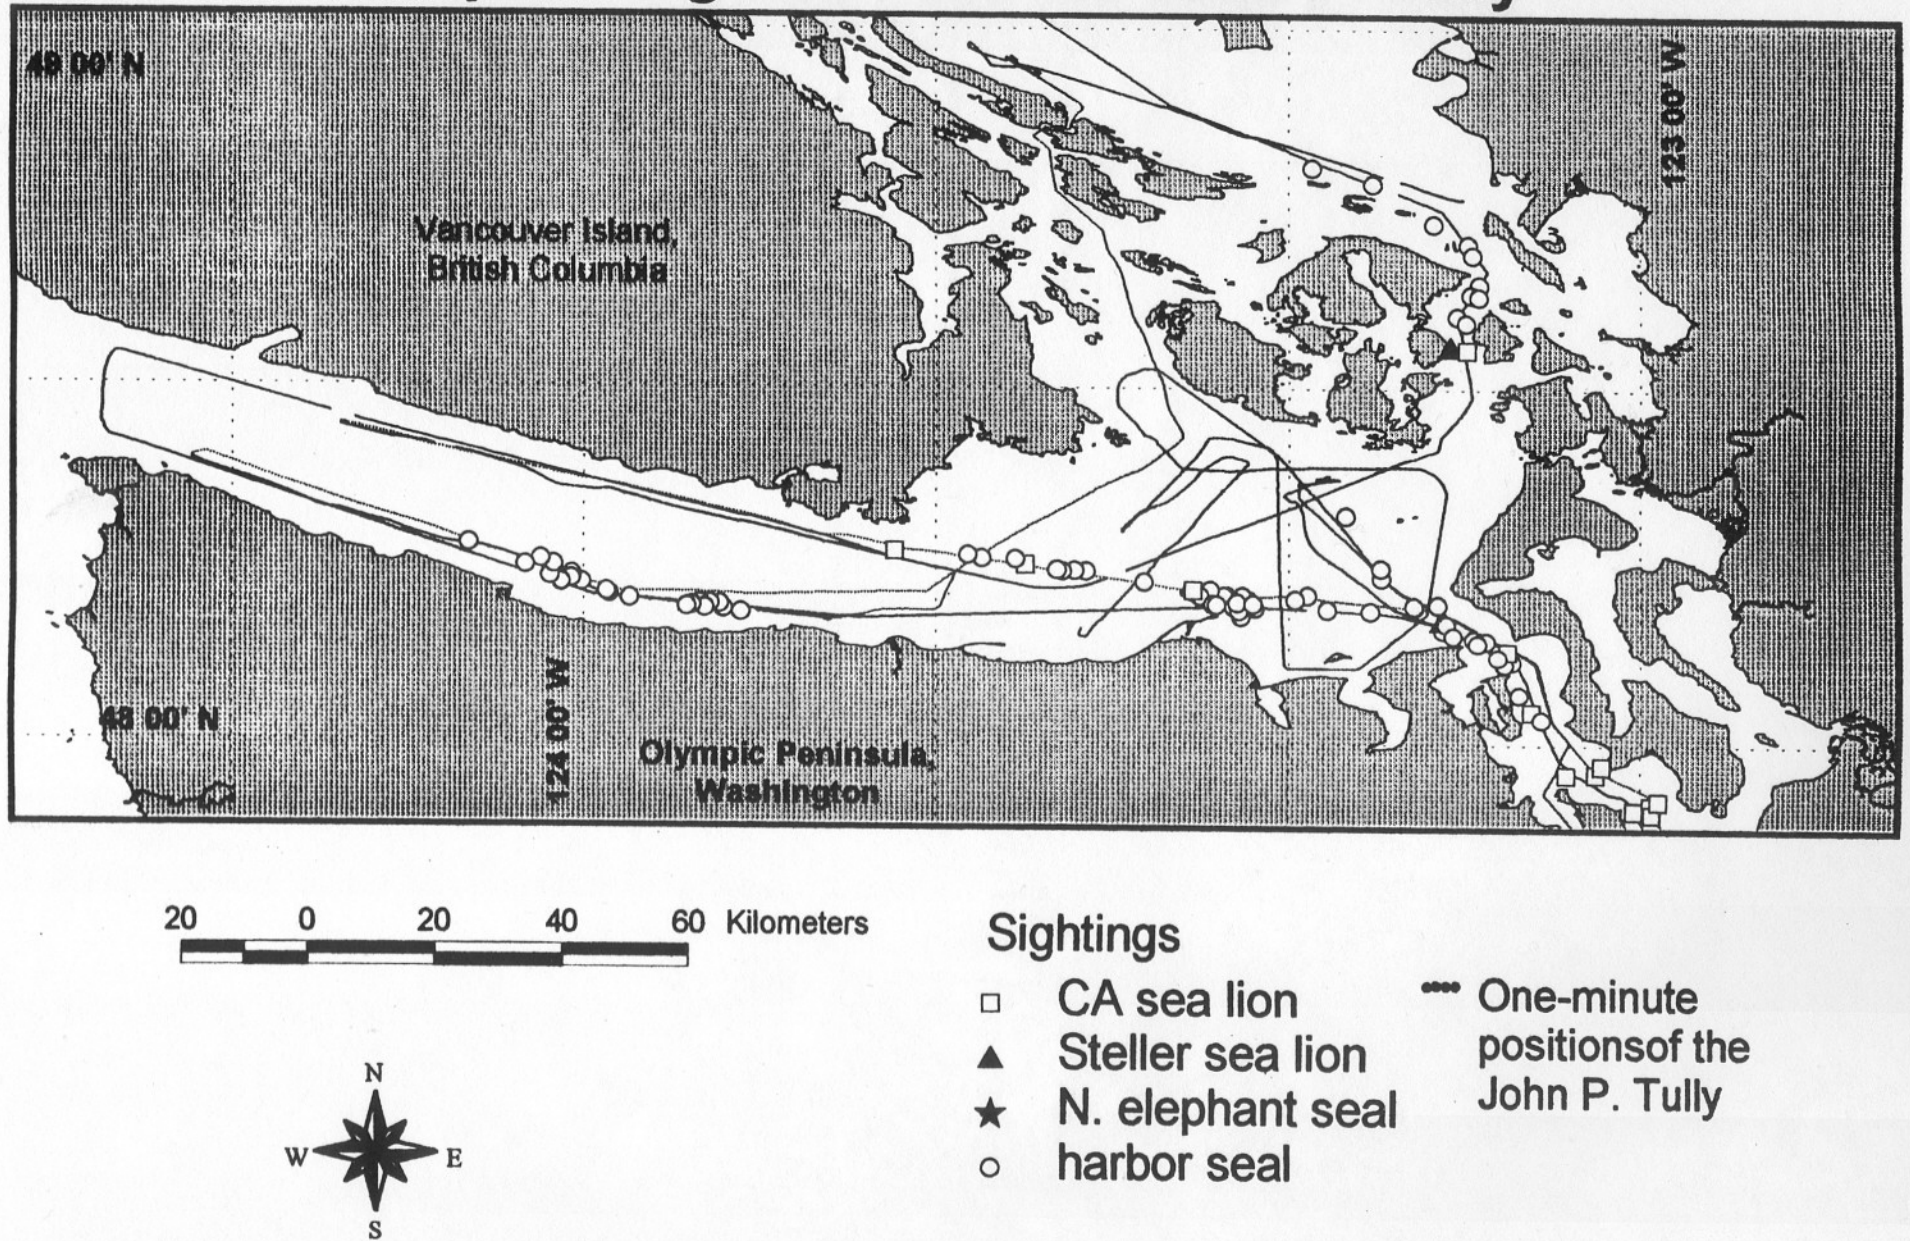 49 00' N
123 00' W
Vancouver Island,
British Columbia
48 00' N
124 00' W
Olympic Peninsula,
Washington
20 0 20 40 60 Kilometers
Sightings
CA sea lion
Steller sea lion
N. elephant seal
harbor seal
One-minute
positionsof the
John P. Tully
N
W E
S